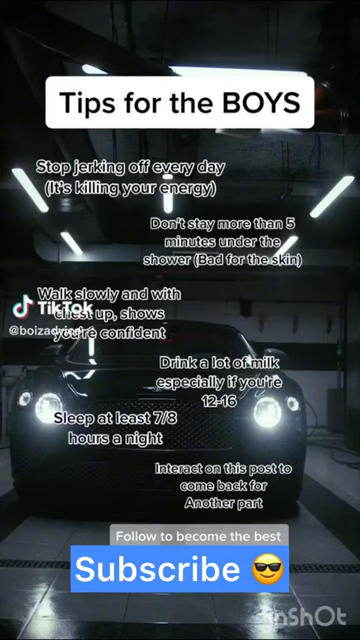 Tips for the BOYS
Stop jerking off every day
(It's killing your energy)
Don't stay more than 5
minutes under the
shower (Bad for the skin)
Walk slowly and with
chest up, shows
you're confident
TikTok
Drink a lot of milk
especially if you're
12-16
Sleep at least 7/8
hours a night
Interact on this post to
come back for
Another part
Follow to become the best
Subscribe 😎
InShOt